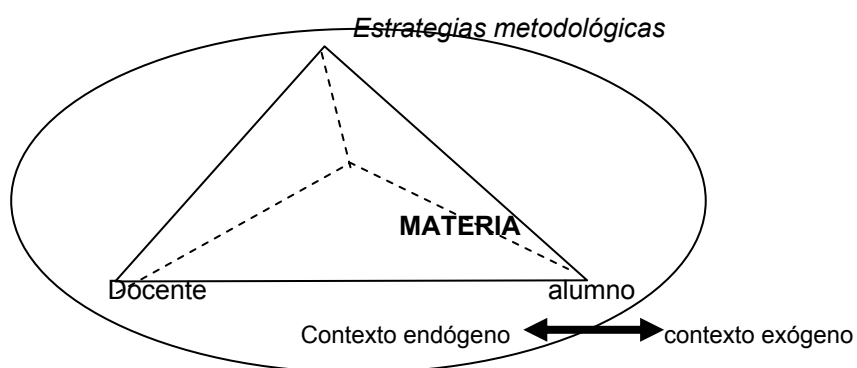 Estrategias metodológicas
MATERIA
Docente alumno
Contexto endógeno contexto exógeno